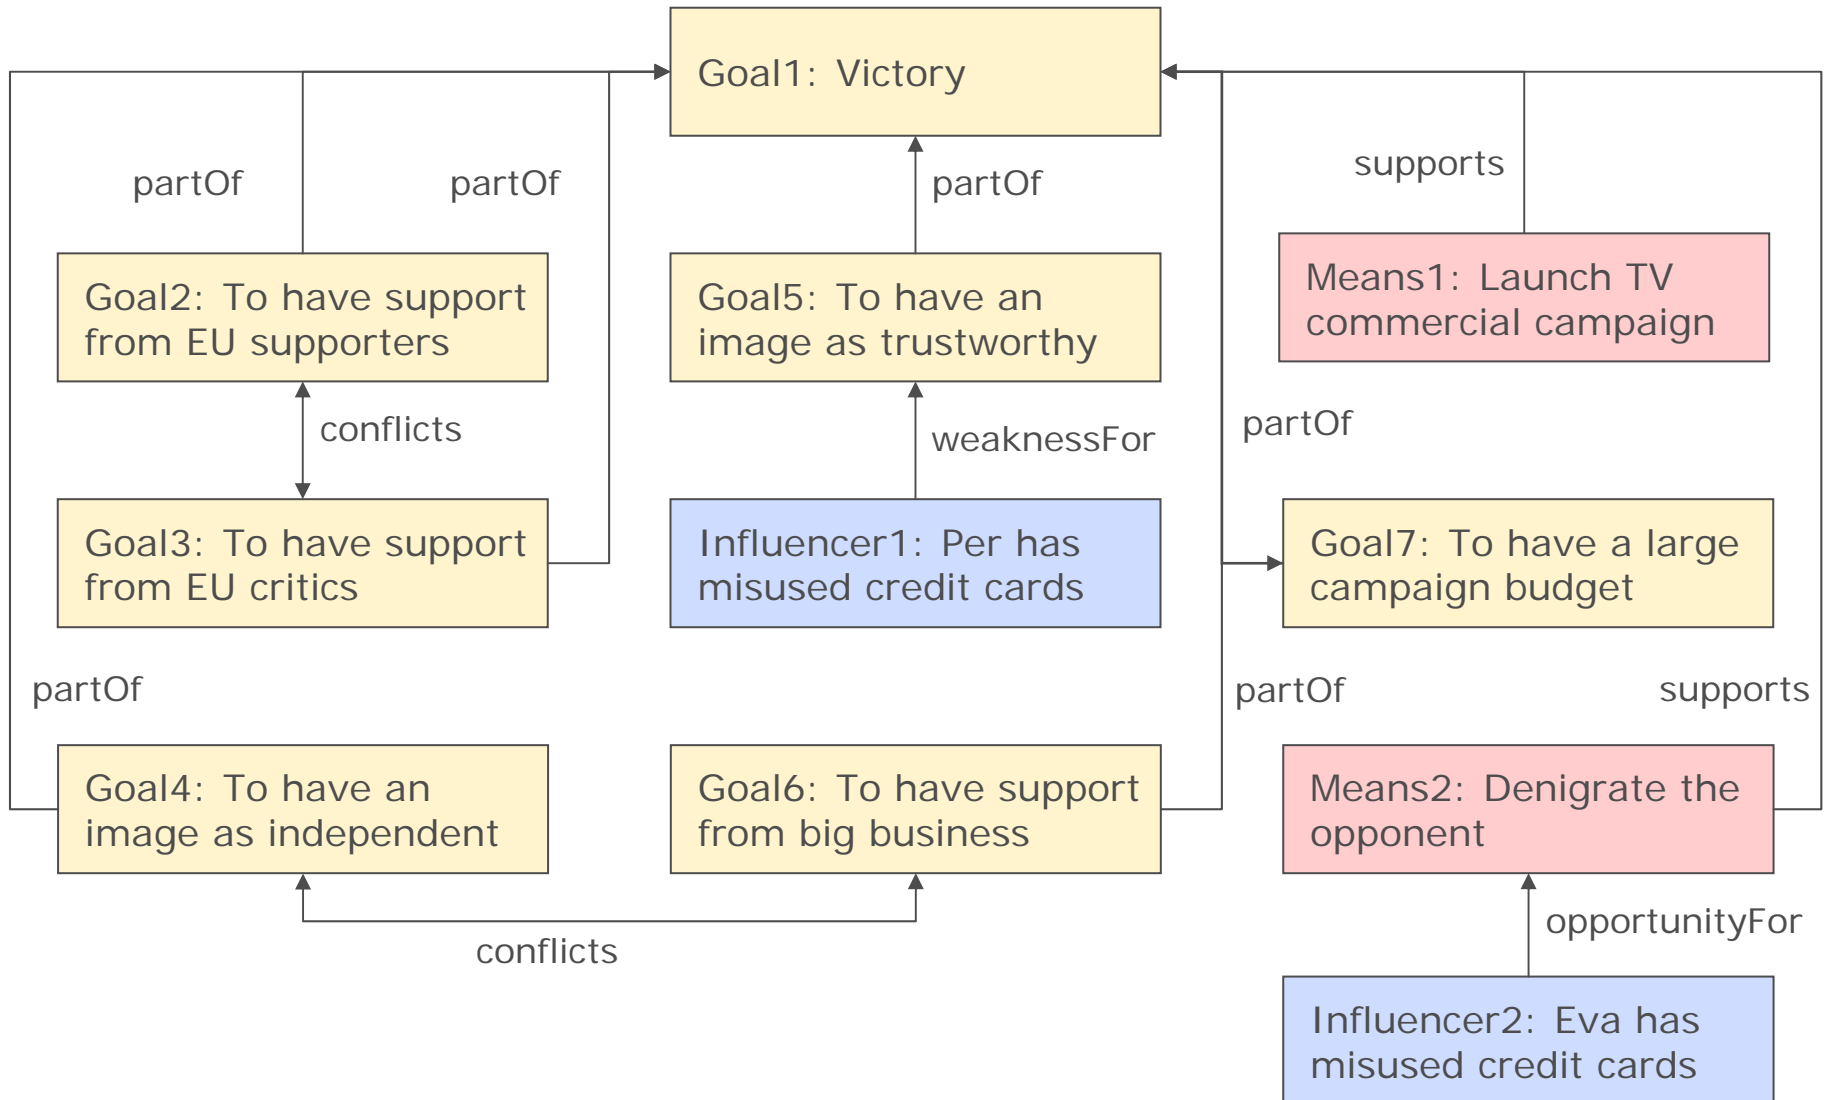 Goal1: Victory
partOf
partOf
partOf
supports
Goal2: To have support
from EU supporters
Goal5: To have an
image as trustworthy
Means1: Launch TV
commercial campaign
conflicts
weaknessFor
partOf
Goal3: To have support
from EU critics
Influencer1: Per has
misused credit cards
Goal7: To have a large
campaign budget
partOf
partOf
supports
Goal4: To have an
image as independent
Goal6: To have support
from big business
Means2: Denigrate the
opponent
conflicts
opportunityFor
Influencer2: Eva has
misused credit cards